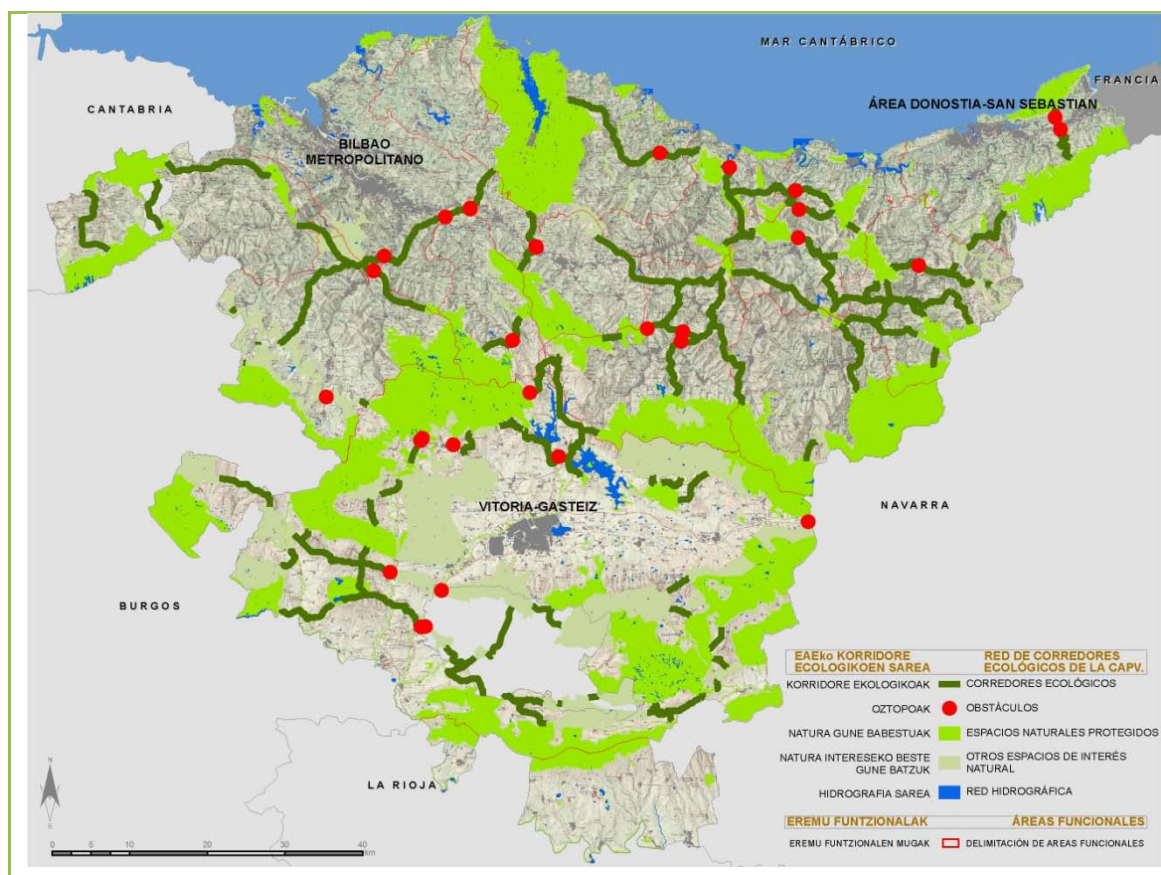 MAR CANTÁBRICO
FRANCIA
CANTABRIA
ÁREA DONOSTIA-SAN SEBASTIAN
BILBAO
METROPOLITANO
NAVARRA
VITORIA-GASTEIZ
BURGOS
LA RIOJA
EAEko KORRIDORE
EKOLOGIKOEN SAREA
RED DE CORREDORES
ECOLÓGICOS DE LA CAPV.
KORRIDORE EKOLOGIKOAK
CORREDORES ECOLÓGICOS
OZTOPOAK
OBSTÁCULOS
NATURA GUNE BABESTUAK
ESPACIOS NATURALES PROTEGIDOS
NATURA INTERESEKO BESTE
GUNE BATZUK
OTROS ESPACIOS DE INTERÉS
NATURAL
HIDROGRAFIA SAREA
RED HIDROGRÁFICA
EREMU FUNTZIONALAK
ÁREAS FUNCIONALES
EREMU FUNTZIONALEN MUGAK
DELIMITACIÓN DE AREAS FUNCIONALES
N
S
0 10 20 30 40
km